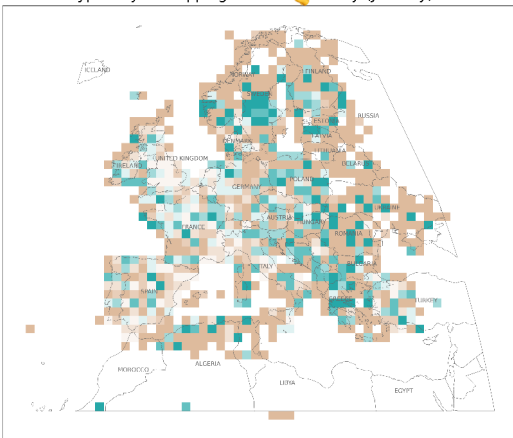 ICELAND
NORWAY
FINLAND
SWEDEN
RUSSIA
ESTONIA
LATVIA
LITHUANIA
DENMARK
UNITED KINGDOM
IRELAND
BELARUS
POLAND
GERMANY
UKRAINE
AUSTRIA
HUNGARY
FRANCE
ROMANIA
ITALY
BULGARIA
SPAIN
GREECE
TURKEY
MOROCCO
ALGERIA
LIBYA
EGYPT